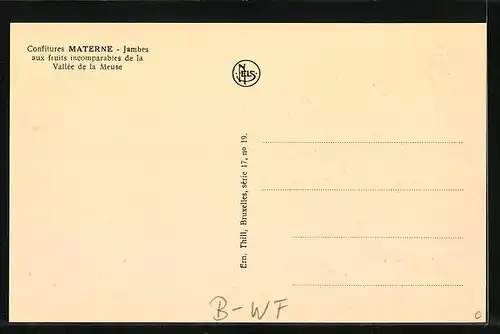 Confitures MATERNE - Jambes
aux fruits incomparables de la
Vallée de la Meuse
NELS
Ern. Thill, Bruxelles, série 17, no 19.
B-WF
c